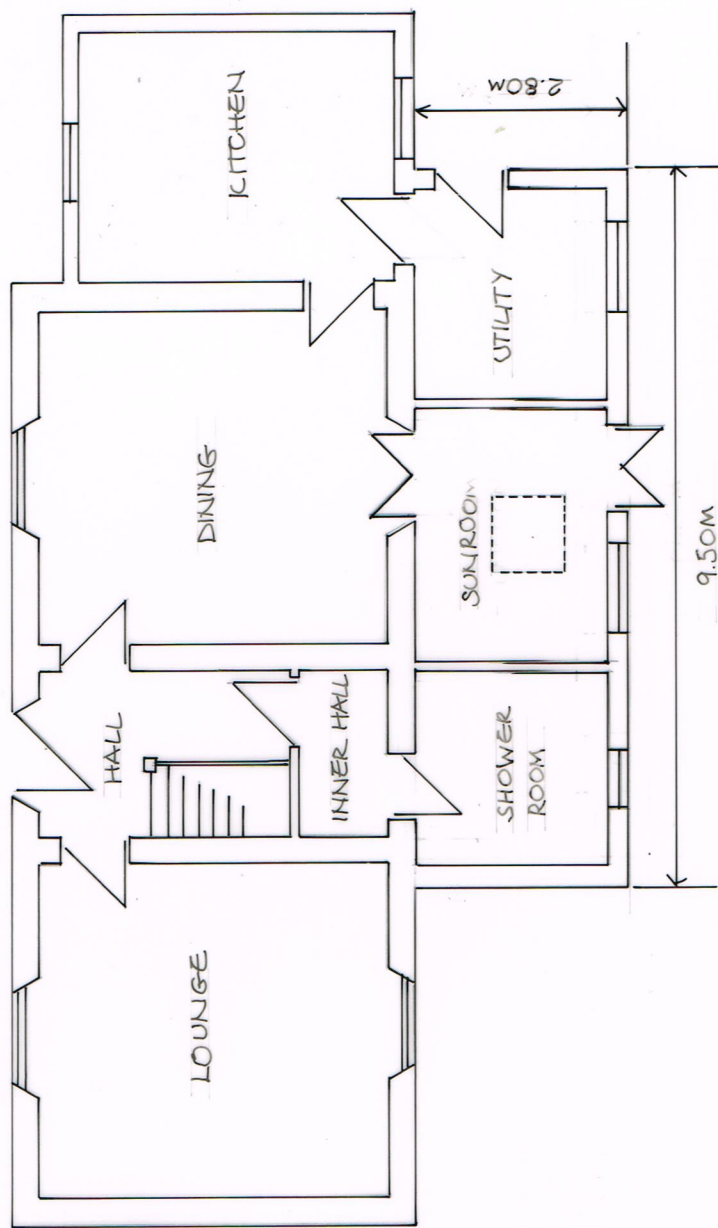 KITCHEN
2.80M
UTILITY
DINING
SUNROOM
9.50M
HALL
INNER HALL
SHOWER
ROOM
LOUNGE